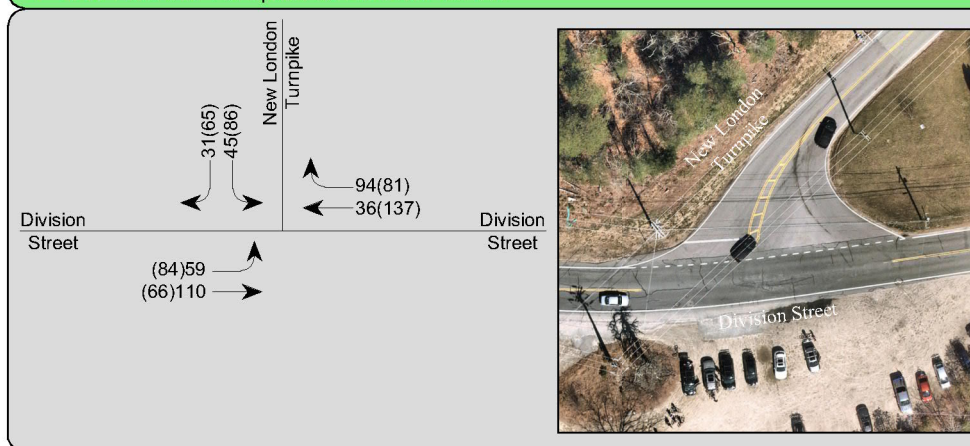 New London
Turnpike
31(65)
45(86)
94(81)
36(137)
Division
Street
Division
Street
(84)59
(66)110
New London
Turnpike
Division Street